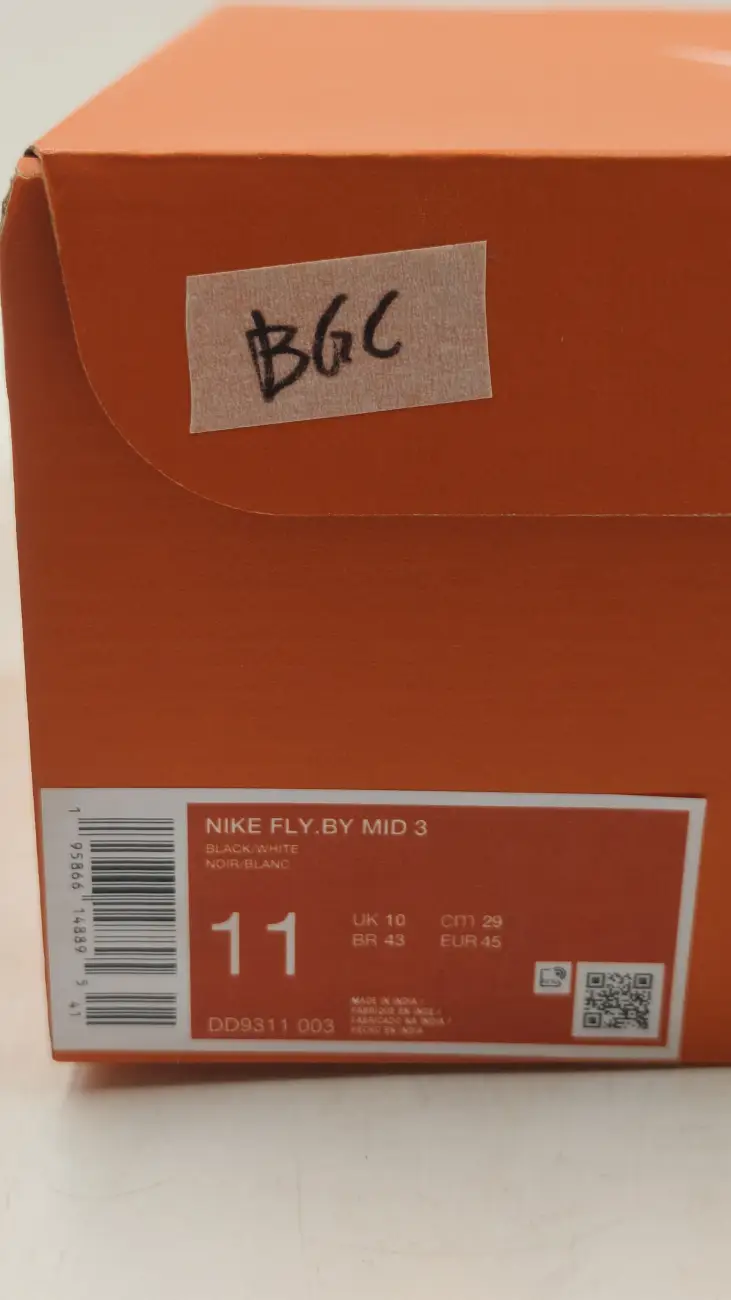 BGC
NIKE FLY.BY MID 3
BLACK/WHITE
NOIR/BLANC
11
UK 10 cm 29
BR 43 EUR 45
DD9311 003
MADE IN INDIA /
FABRIQUÉ EN INDE /
FABRICADO NA INDIA /
HECHO EN INDIA
1 95866 14889 5 41